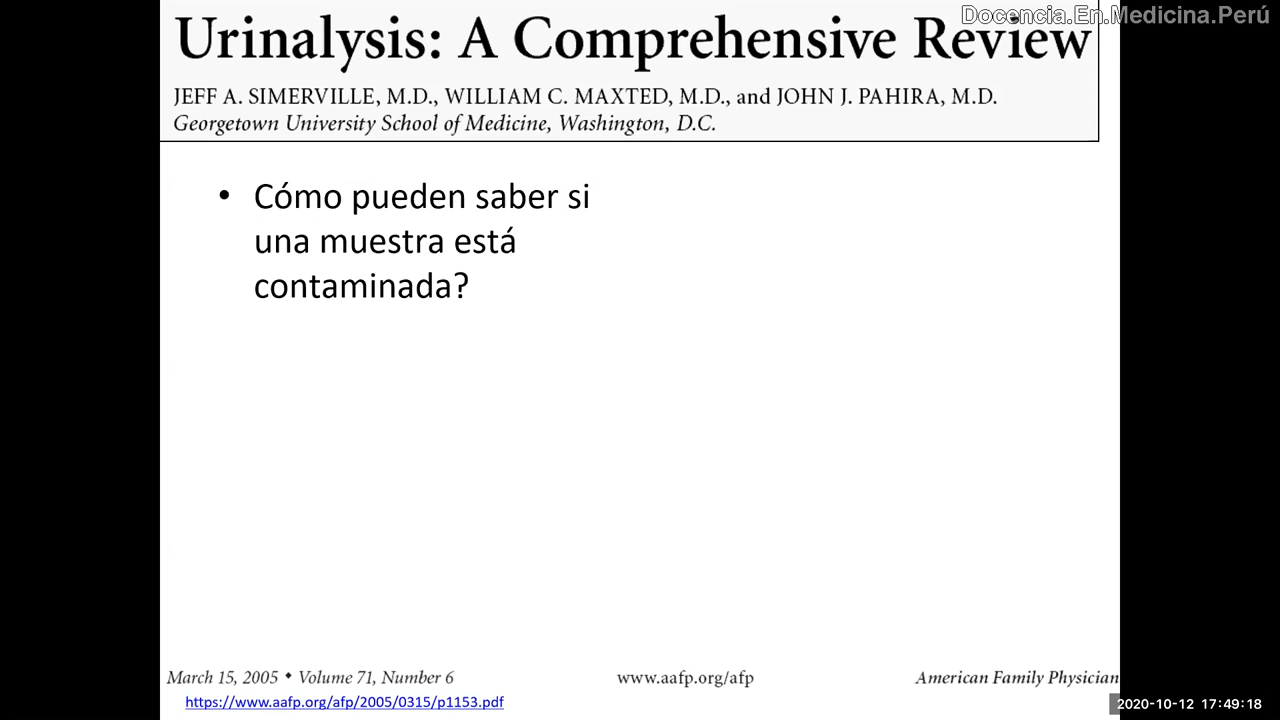 Docencia.En.Medicina.Perú
Urinalysis: A Comprehensive Review
JEFF A. SIMERVILLE, M.D., WILLIAM C. MAXTED, M.D., and JOHN J. PAHIRA, M.D.
Georgetown University School of Medicine, Washington, D.C.
• Cómo pueden saber si
una muestra está
contaminada?
March 15, 2005 ◆ Volume 71, Number 6 www.aafp.org/afp American Family Physician
https://www.aafp.org/afp/2005/0315/p1153.pdf
2020-10-12 17:49:18